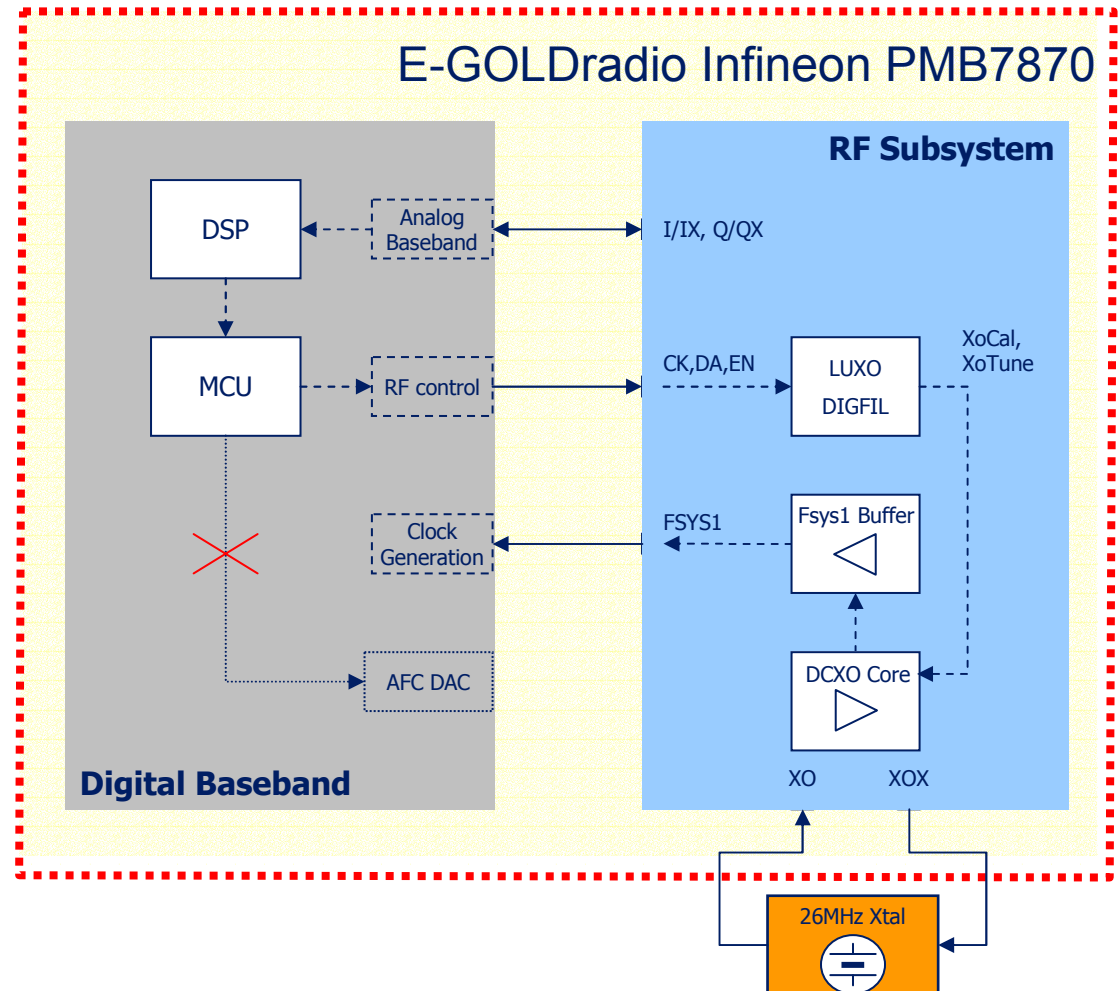 E-GOLDradio Infineon PMB7870
RF Subsystem
DSP
Analog
Baseband
I/IX, Q/QX
MCU
RF control
CK,DA,EN
LUXO
DIGFIL
XoCal,
XoTune
Clock
Generation
FSYS1
Fsys1 Buffer
AFC DAC
DCXO Core
Digital Baseband
XO
XOX
26MHz Xtal